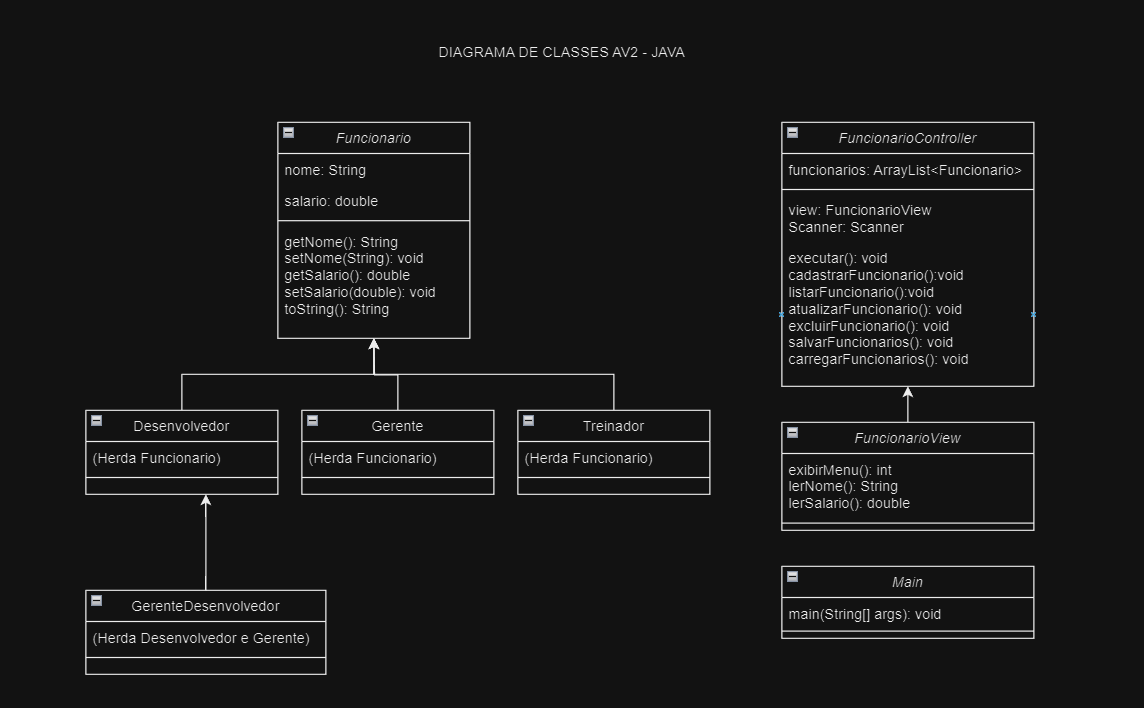 DIAGRAMA DE CLASSES AV2 - JAVA
Funcionario
nome: String
salario: double
getNome(): String
setNome(String): void
getSalario(): double
setSalario(double): void
toString(): String
FuncionarioController
funcionarios: ArrayList<Funcionario>
view: FuncionarioView
Scanner: Scanner
executar(): void
cadastrarFuncionario():void
listarFuncionario():void
atualizarFuncionario(): void
excluirFuncionario(): void
salvarFuncionarios(): void
carregarFuncionarios(): void
Desenvolvedor
(Herda Funcionario)
Gerente
(Herda Funcionario)
Treinador
(Herda Funcionario)
FuncionarioView
exibirMenu(): int
lerNome(): String
lerSalario(): double
GerenteDesenvolvedor
(Herda Desenvolvedor e Gerente)
Main
main(String[] args): void